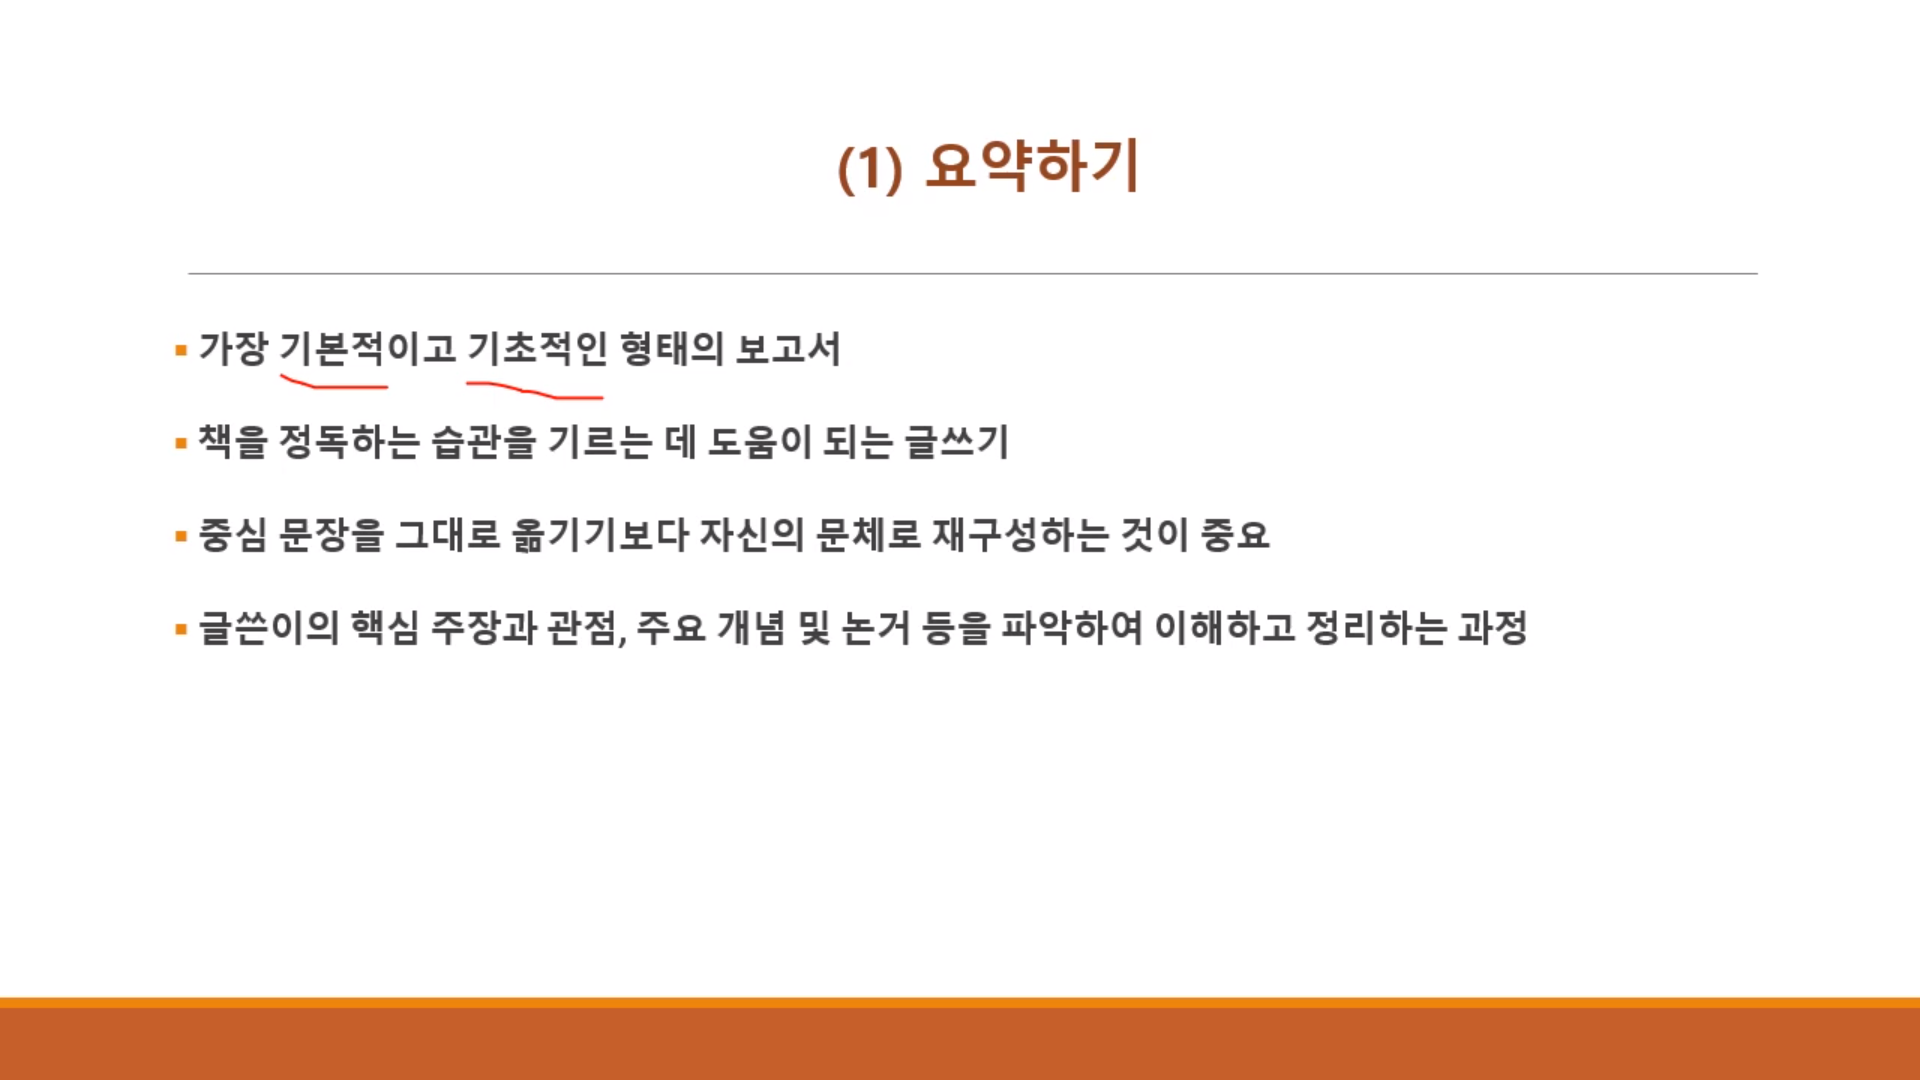 (1) 요약하기
▪ 가장 기본적이고 기초적인 형태의 보고서
▪ 책을 정독하는 습관을 기르는 데 도움이 되는 글쓰기
▪ 중심 문장을 그대로 옮기기보다 자신의 문체로 재구성하는 것이 중요
▪ 글쓴이의 핵심 주장과 관점, 주요 개념 및 논거 등을 파악하여 이해하고 정리하는 과정